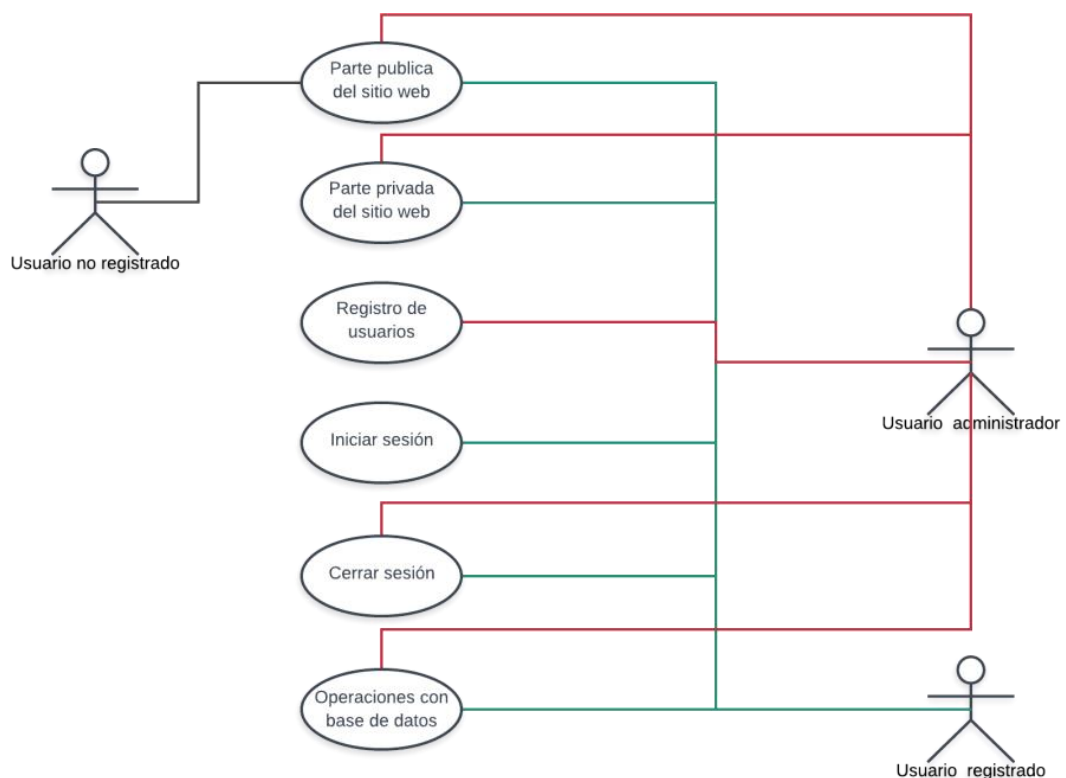 Parte publica
del sitio web
Parte privada
del sitio web
Usuario no registrado
Registro de
usuarios
Usuario administrador
Iniciar sesión
Cerrar sesión
Operaciones con
base de datos
Usuario registrado